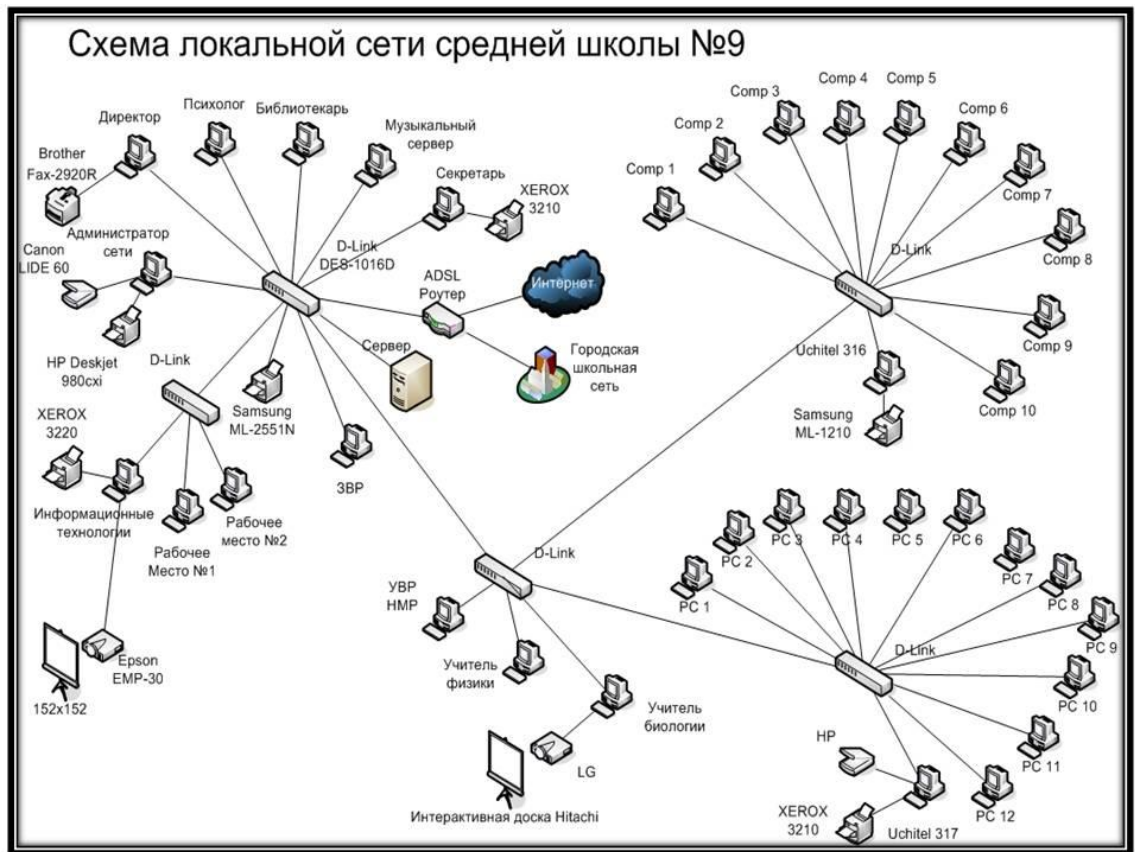 Схема локальной сети средней школы №9
Директор
Психолог
Библиотекарь
Музыкальный
сервер
Brother
Fax-2920R
Секретарь
XEROX
3210
Администратор
сети
Canon
LIDE 60
D-Link
DES-1016D
ADSL
Роутер
Интернет
HP Deskjet
980cxi
D-Link
Сервер
Городская
школьная
сеть
XEROX
3220
Samsung
ML-2551N
ЗВР
Информационные
технологии
Рабочее
Место №1
Рабочее
место №2
Epson
EMP-30
152x152
Comp 1
Comp 2
Comp 3
Comp 4
Comp 5
Comp 6
Comp 7
Comp 8
Comp 9
Comp 10
D-Link
Uchitel 316
Samsung
ML-1210
D-Link
УВР
НМР
Учитель
физики
Учитель
биологии
LG
Интерактивная доска Hitachi
PC 1
PC 2
PC 3
PC 4
PC 5
PC 6
PC 7
PC 8
PC 9
PC 10
PC 11
PC 12
D-Link
HP
XEROX
3210
Uchitel 317